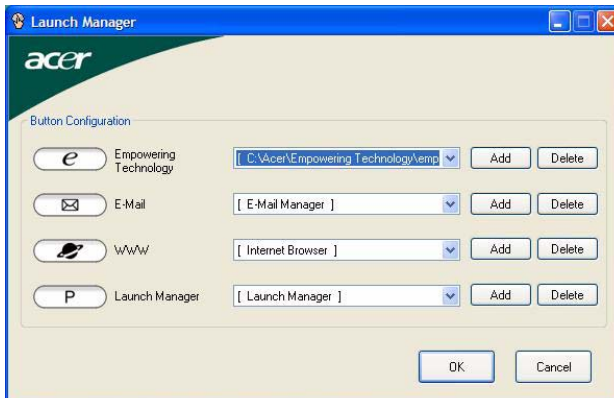 Launch Manager
acer
Button Configuration
e
Empowering
Technology
[ C:\Acer\Empowering Technology\emp
Add
Delete
E-Mail
[ E-Mail Manager ]
Add
Delete
WWW
[ Internet Browser ]
Add
Delete
P
Launch Manager
[ Launch Manager ]
Add
Delete
OK
Cancel